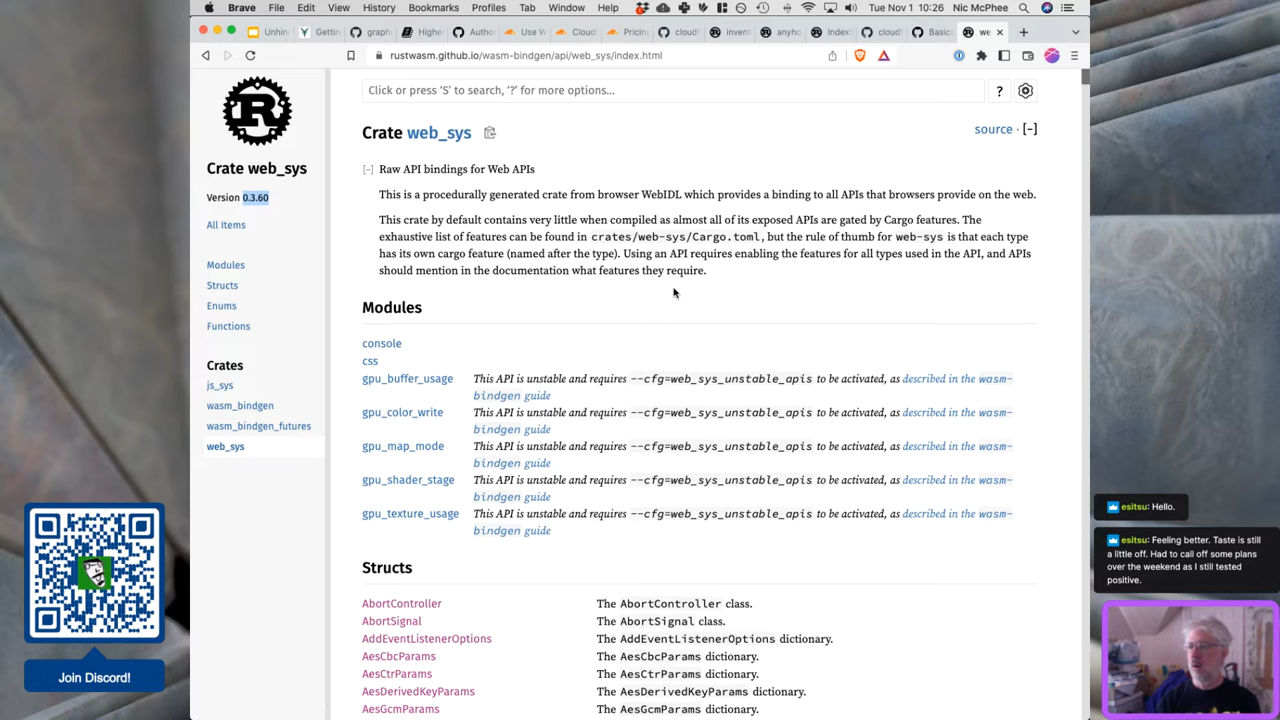 Brave File Edit View History Bookmarks Profiles Tab Window Help Tue Nov 1 10:26 Nic McPhee
Unhin Gettin graph Highe Autho Use W Cloudf Pricin cloudf invern anyho Index cloudf Basic we
rustwasm.github.io/wasm-bindgen/api/web_sys/index.html
Click or press ‘S’ to search, ‘?’ for more options…
?
Crate web_sys
source · [-]
[-] Raw API bindings for Web APIs
This is a procedurally generated crate from browser WebIDL which provides a binding to all APIs that browsers provide on the web.
This crate by default contains very little when compiled as almost all of its exposed APIs are gated by Cargo features. The
exhaustive list of features can be found in crates/web-sys/Cargo.toml, but the rule of thumb for web-sys is that each type
has its own cargo feature (named after the type). Using an API requires enabling the features for all types used in the API, and APIs
should mention in the documentation what features they require.
Modules
console
css
gpu_buffer_usage This API is unstable and requires --cfg=web_sys_unstable_apis to be activated, as described in the wasm-
bindgen guide
gpu_color_write This API is unstable and requires --cfg=web_sys_unstable_apis to be activated, as described in the wasm-
bindgen guide
gpu_map_mode This API is unstable and requires --cfg=web_sys_unstable_apis to be activated, as described in the wasm-
bindgen guide
gpu_shader_stage This API is unstable and requires --cfg=web_sys_unstable_apis to be activated, as described in the wasm-
bindgen guide
gpu_texture_usage This API is unstable and requires --cfg=web_sys_unstable_apis to be activated, as described in the wasm-
bindgen guide
Structs
AbortController The AbortController class.
AbortSignal The AbortSignal class.
AddEventListenerOptions The AddEventListenerOptions dictionary.
AesCbcParams The AesCbcParams dictionary.
AesCtrParams The AesCtrParams dictionary.
AesDerivedKeyParams The AesDerivedKeyParams dictionary.
AesGcmParams The AesGcmParams dictionary.
R
Crate web_sys
Version 0.3.60
All Items
Modules
Structs
Enums
Functions
Crates
js_sys
wasm_bindgen
wasm_bindgen_futures
web_sys
Join Discord!
esitsu: Hello.
esitsu: Feeling better. Taste is still
a little off. Had to call off some plans
over the weekend as I still tested
positive.